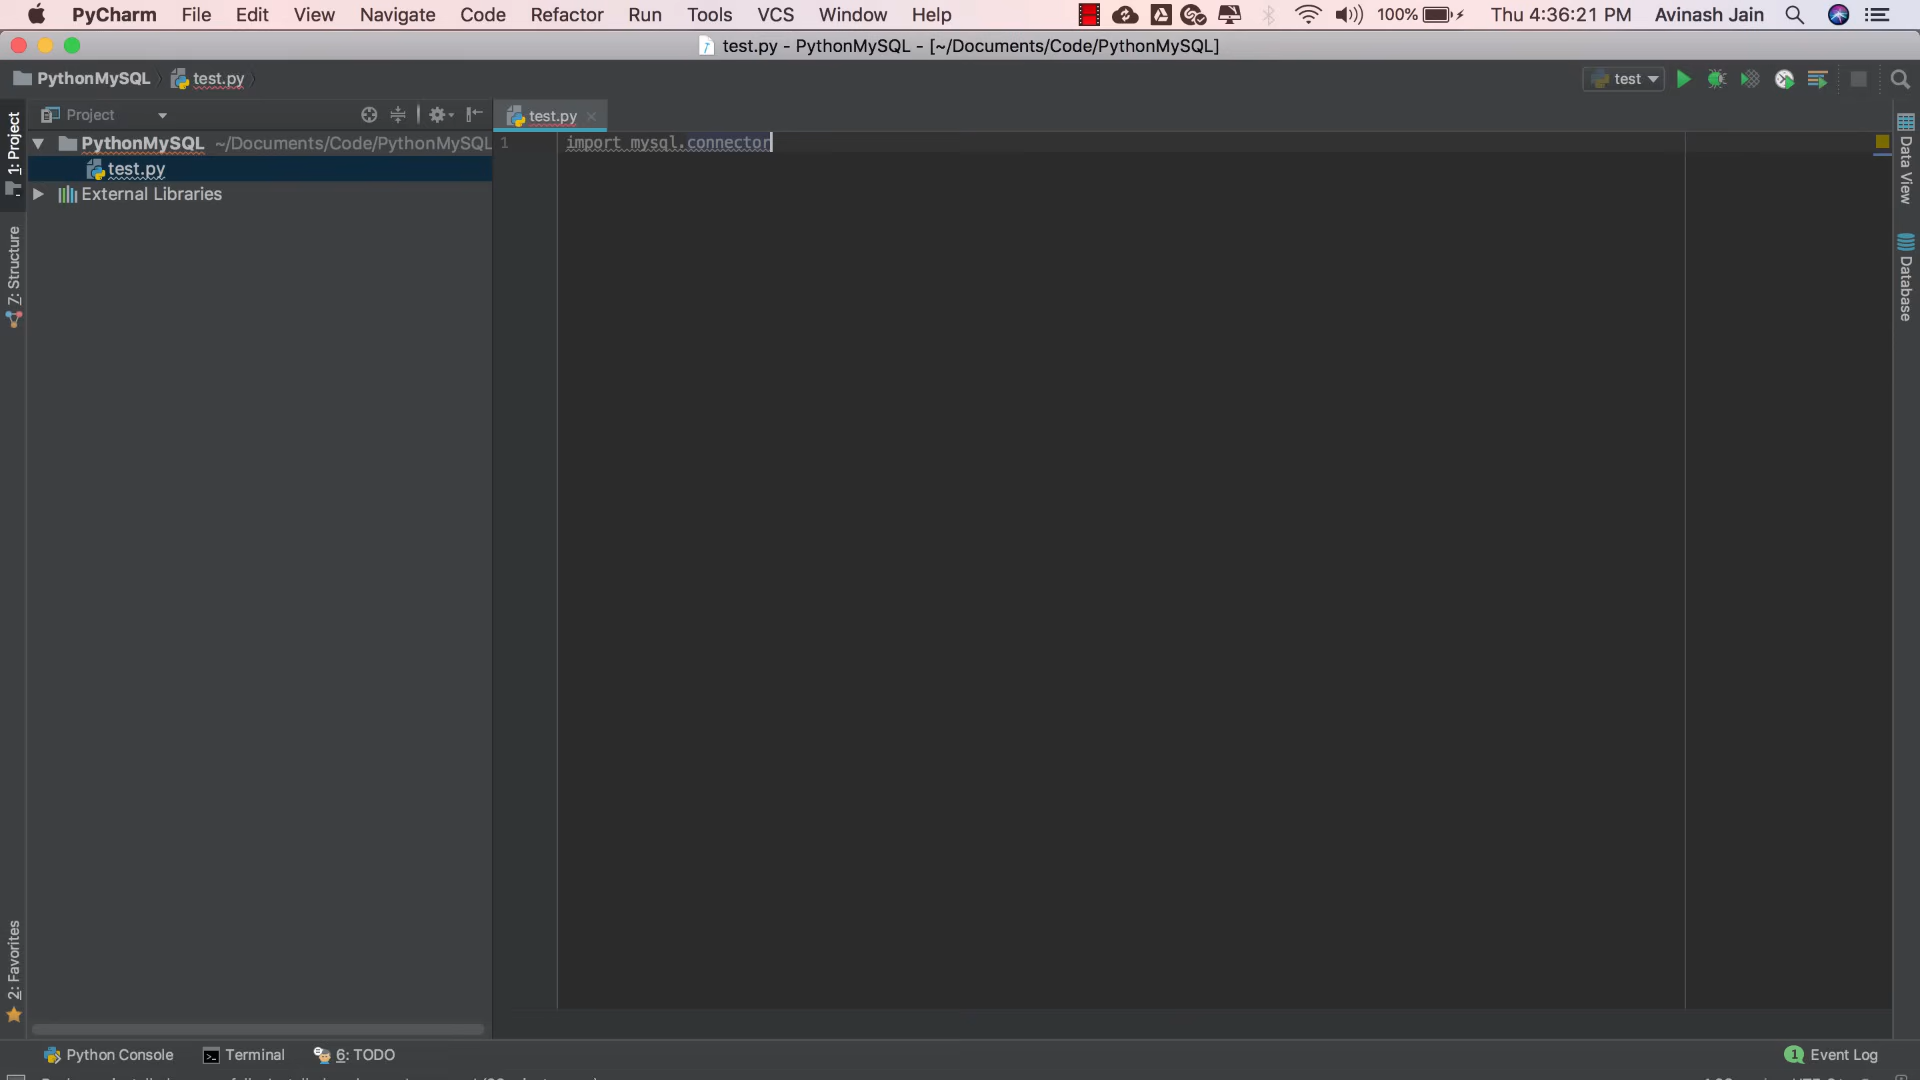 PyCharm File Edit View Navigate Code Refactor Run Tools VCS Window Help 100% Thu 4:36:21 PM Avinash Jain
test.py - PythonMySQL - [~/Documents/Code/PythonMySQL]
PythonMySQL test.py test
Project test.py
1: Project
PythonMySQL ~/Documents/Code/PythonMySQL
1 import mysql.connector
test.py
External Libraries
7: Structure
2: Favorites
Data View
Database
Python Console Terminal 6: TODO 1 Event Log